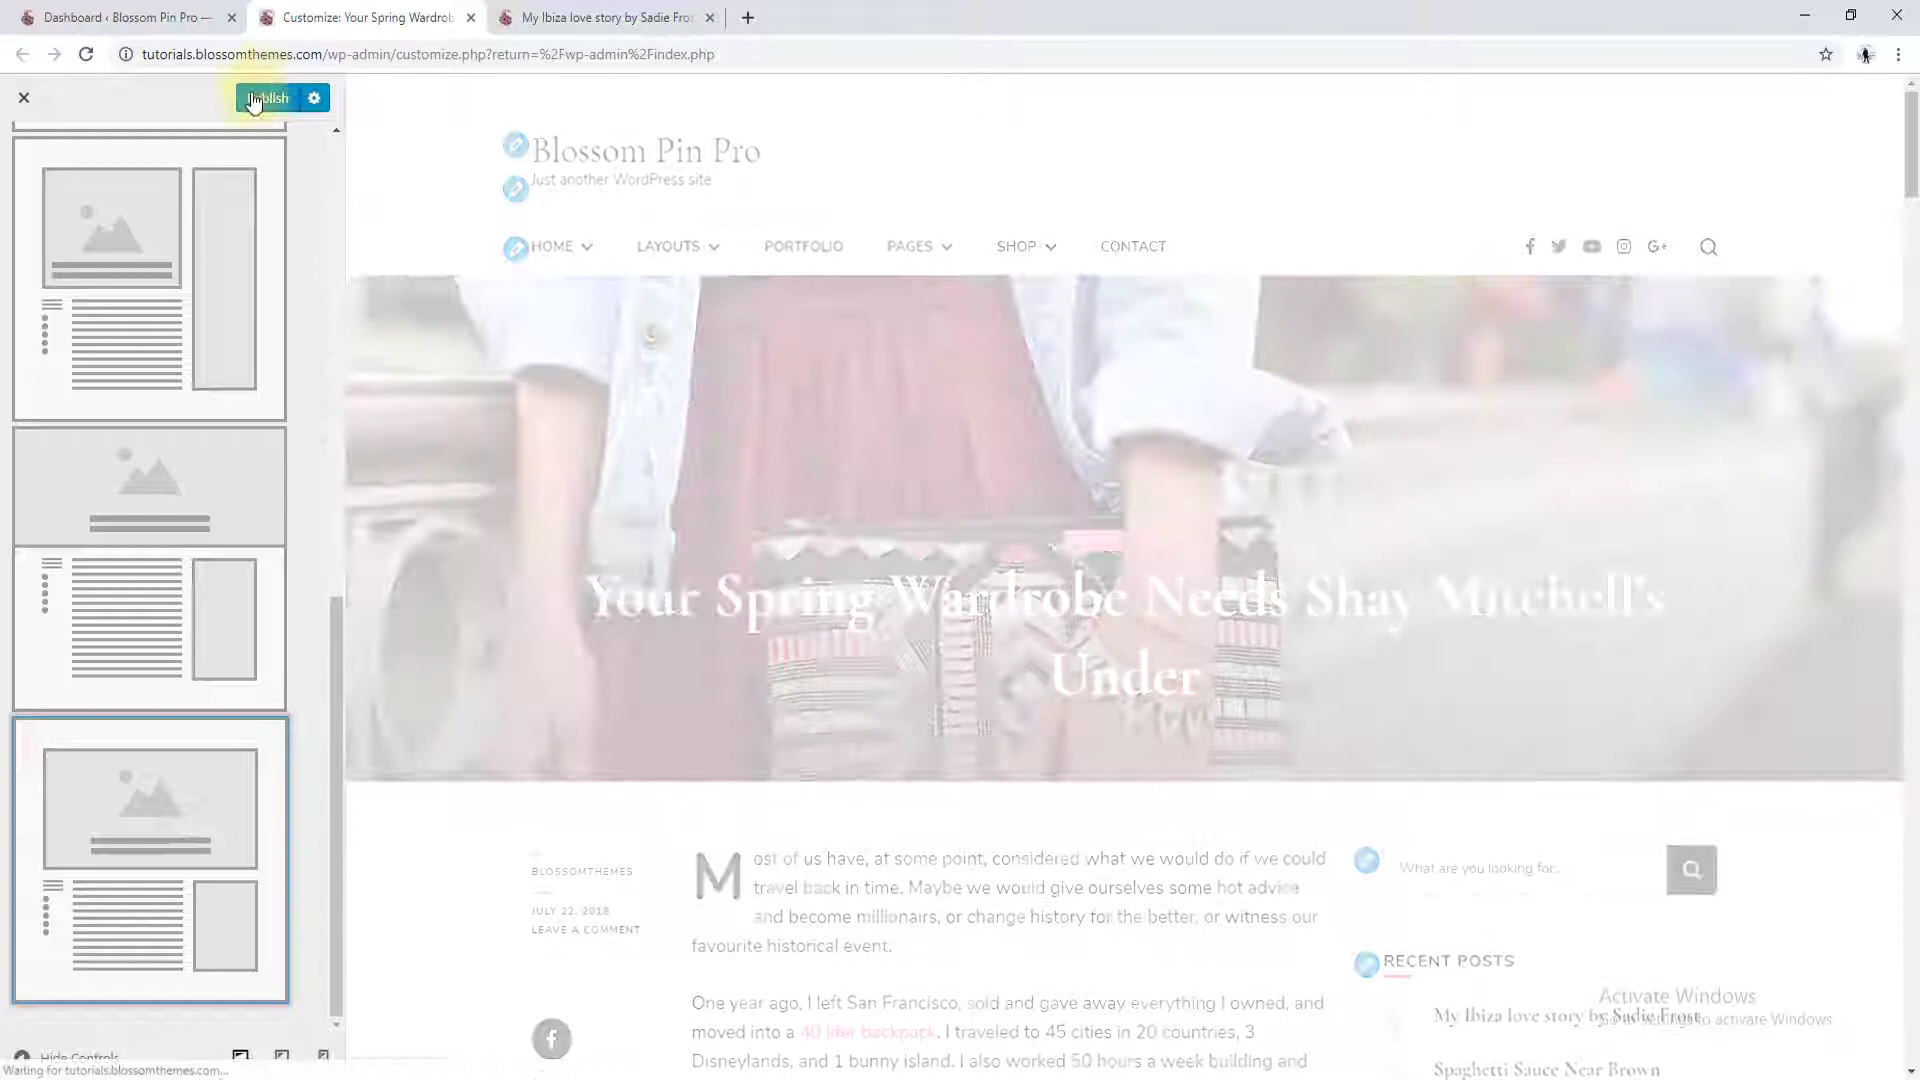 Dashboard ‹ Blossom Pin Pro —
Customize: Your Spring Wardrob
My Ibiza love story by Sadie Fro
tutorials.blossomthemes.com/wp-admin/customize.php?return=%2Fwp-admin%2Findex.php
Publish
Blossom Pin Pro
Just another WordPress site
HOME LAYOUTS PORTFOLIO PAGES SHOP CONTACT
G+
Your Spring Wardrobe Needs Shay Mitchell's
Under
BLOSSOMTHEMES
JULY 22, 2018
LEAVE A COMMENT
Most of us have, at some point, considered what we would do if we could
travel back in time. Maybe we would give ourselves some hot advice
and become millionairs, or change history for the better, or witness our
favourite historical event.
One year ago, I left San Francisco, sold and gave away everything I owned, and
moved into a 40 liter backpack. I traveled to 45 cities in 20 countries, 3
Disneylands, and 1 bunny island. I also worked 50 hours a week building and
What are you looking for...
RECENT POSTS
My Ibiza love story by Sadie Frost
Spaghetti Sauce Near Brown
Activate Windows
Go to Settings to activate Windows
Hide Controls
Waiting for tutorials.blossomthemes.com...